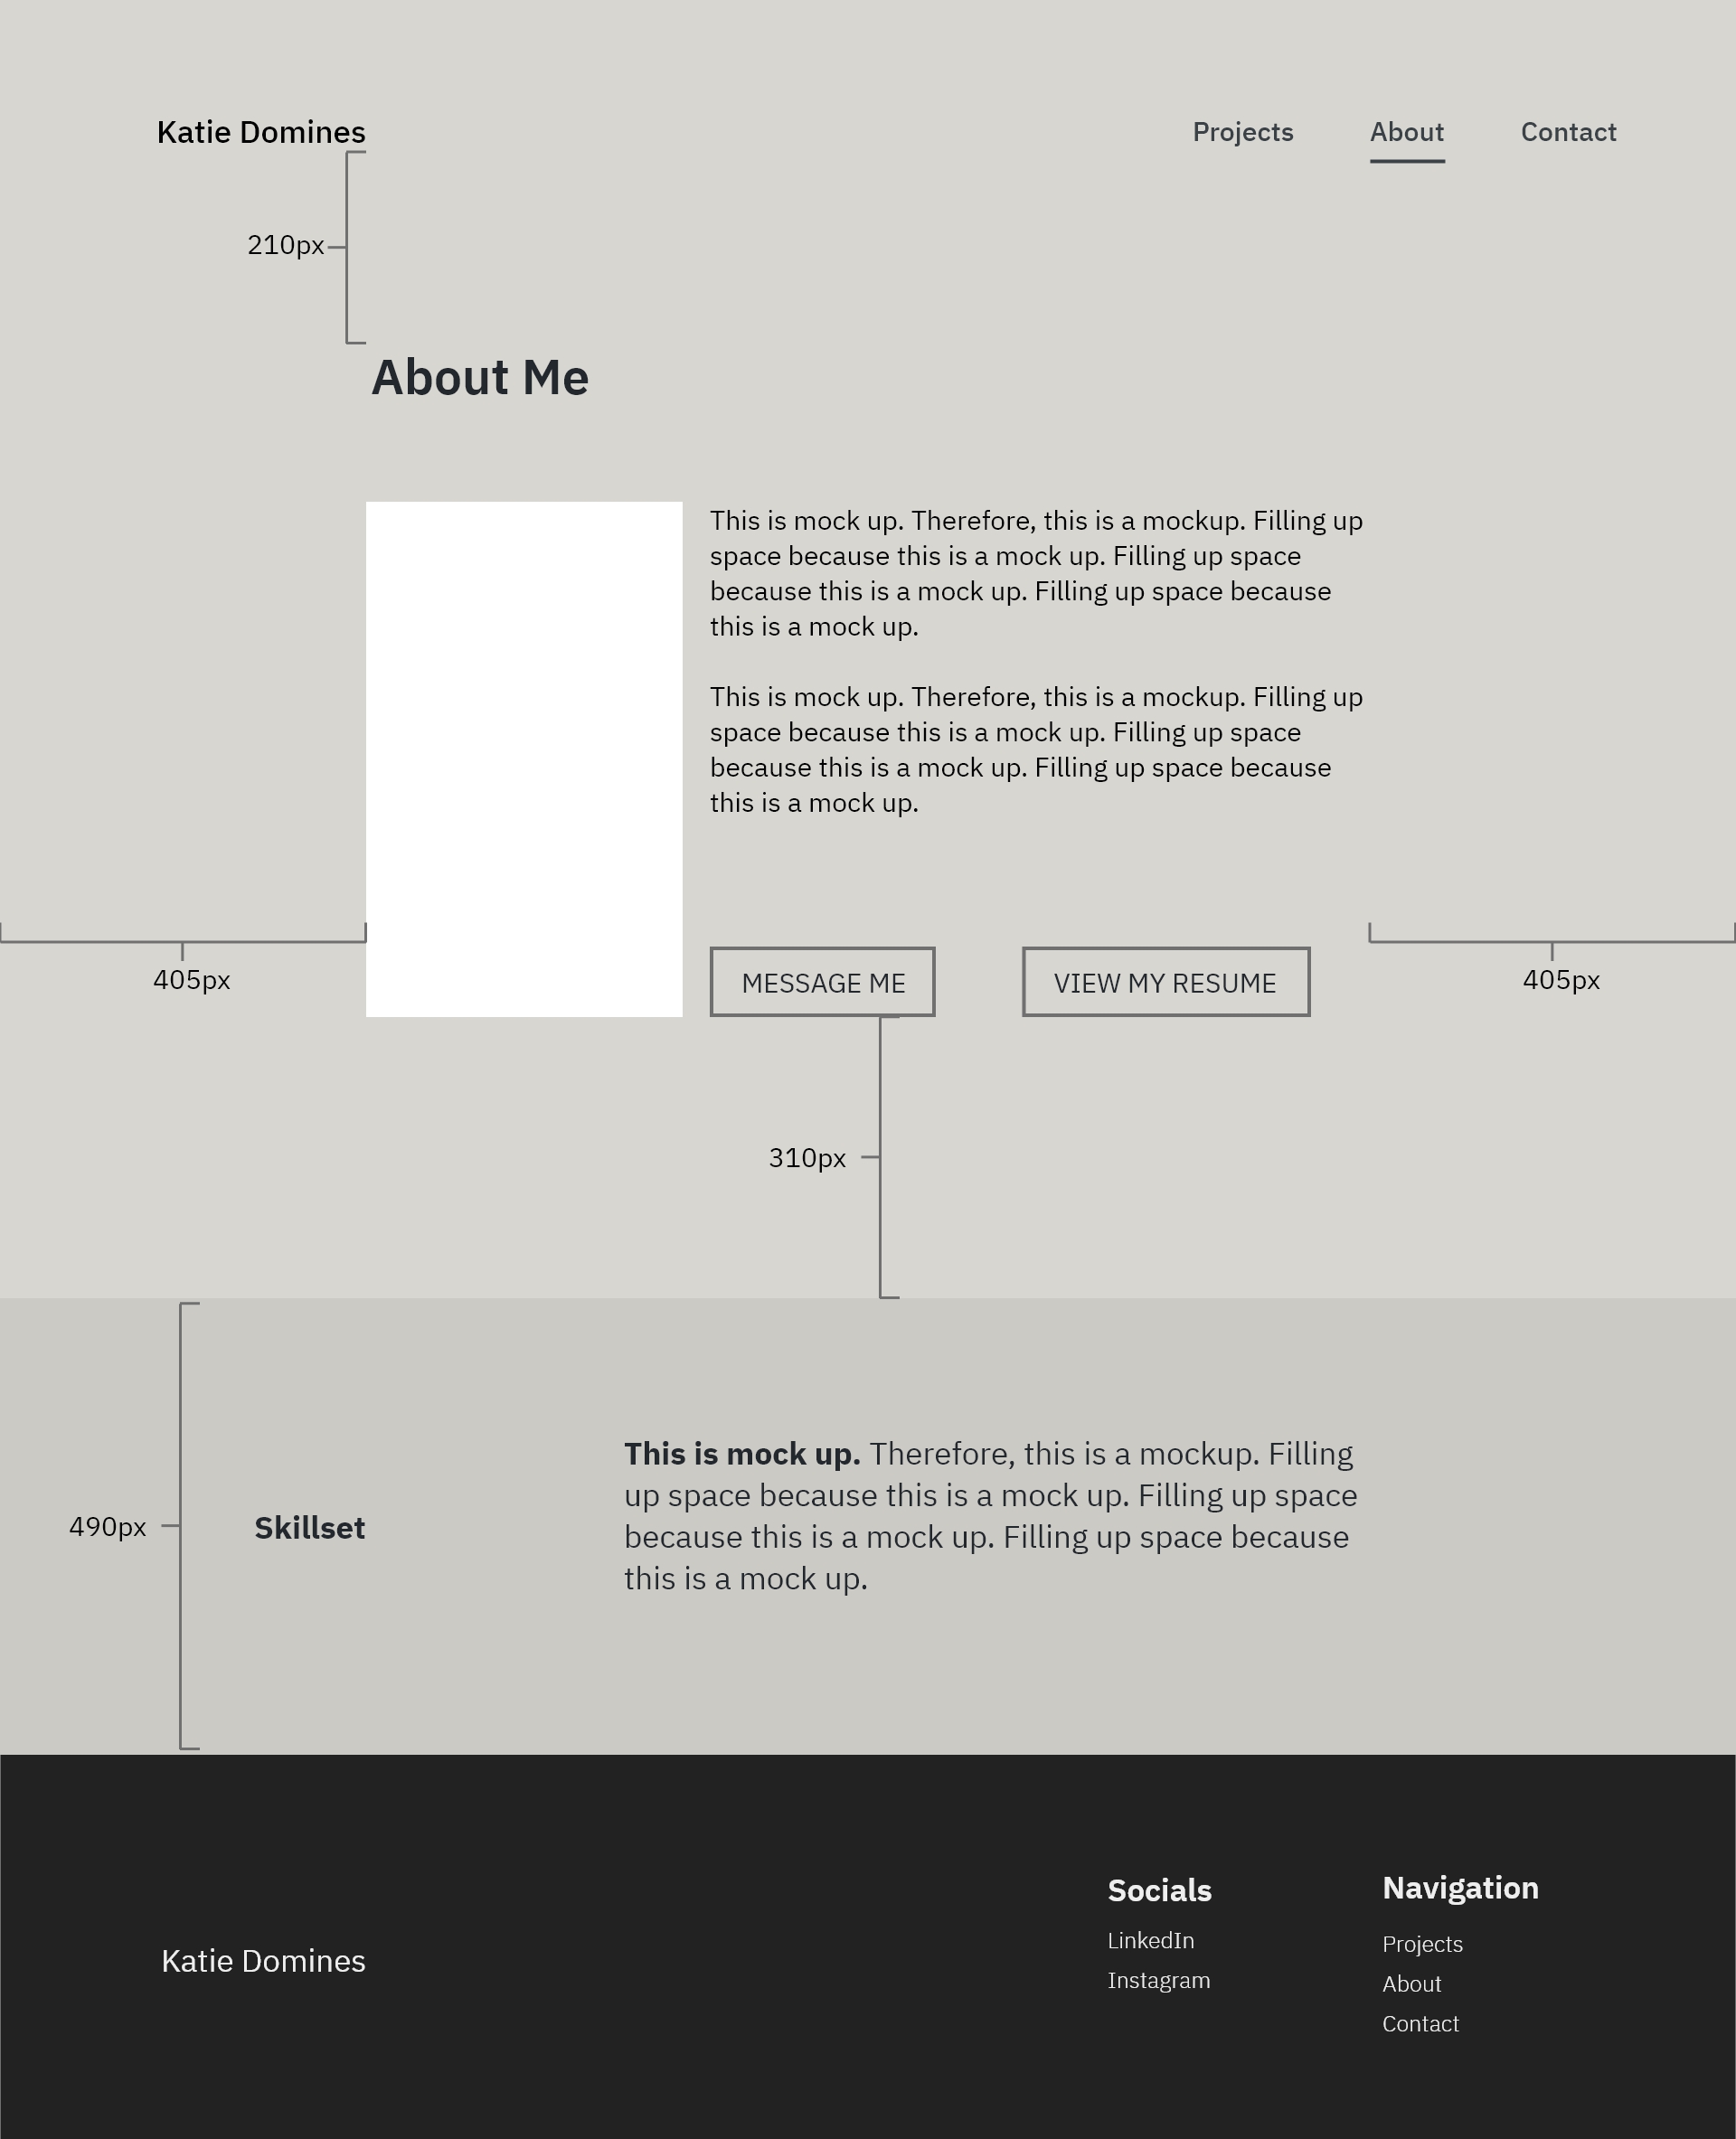 Katie Domines
Projects
About
Contact
210px
About Me
This is mock up. Therefore, this is a mockup. Filling up
space because this is a mock up. Filling up space
because this is a mock up. Filling up space because
this is a mock up.
This is mock up. Therefore, this is a mockup. Filling up
space because this is a mock up. Filling up space
because this is a mock up. Filling up space because
this is a mock up.
405px
MESSAGE ME
VIEW MY RESUME
405px
310px
490px
Skillset
This is mock up. Therefore, this is a mockup. Filling
up space because this is a mock up. Filling up space
because this is a mock up. Filling up space because
this is a mock up.
Katie Domines
Socials
LinkedIn
Instagram
Navigation
Projects
About
Contact